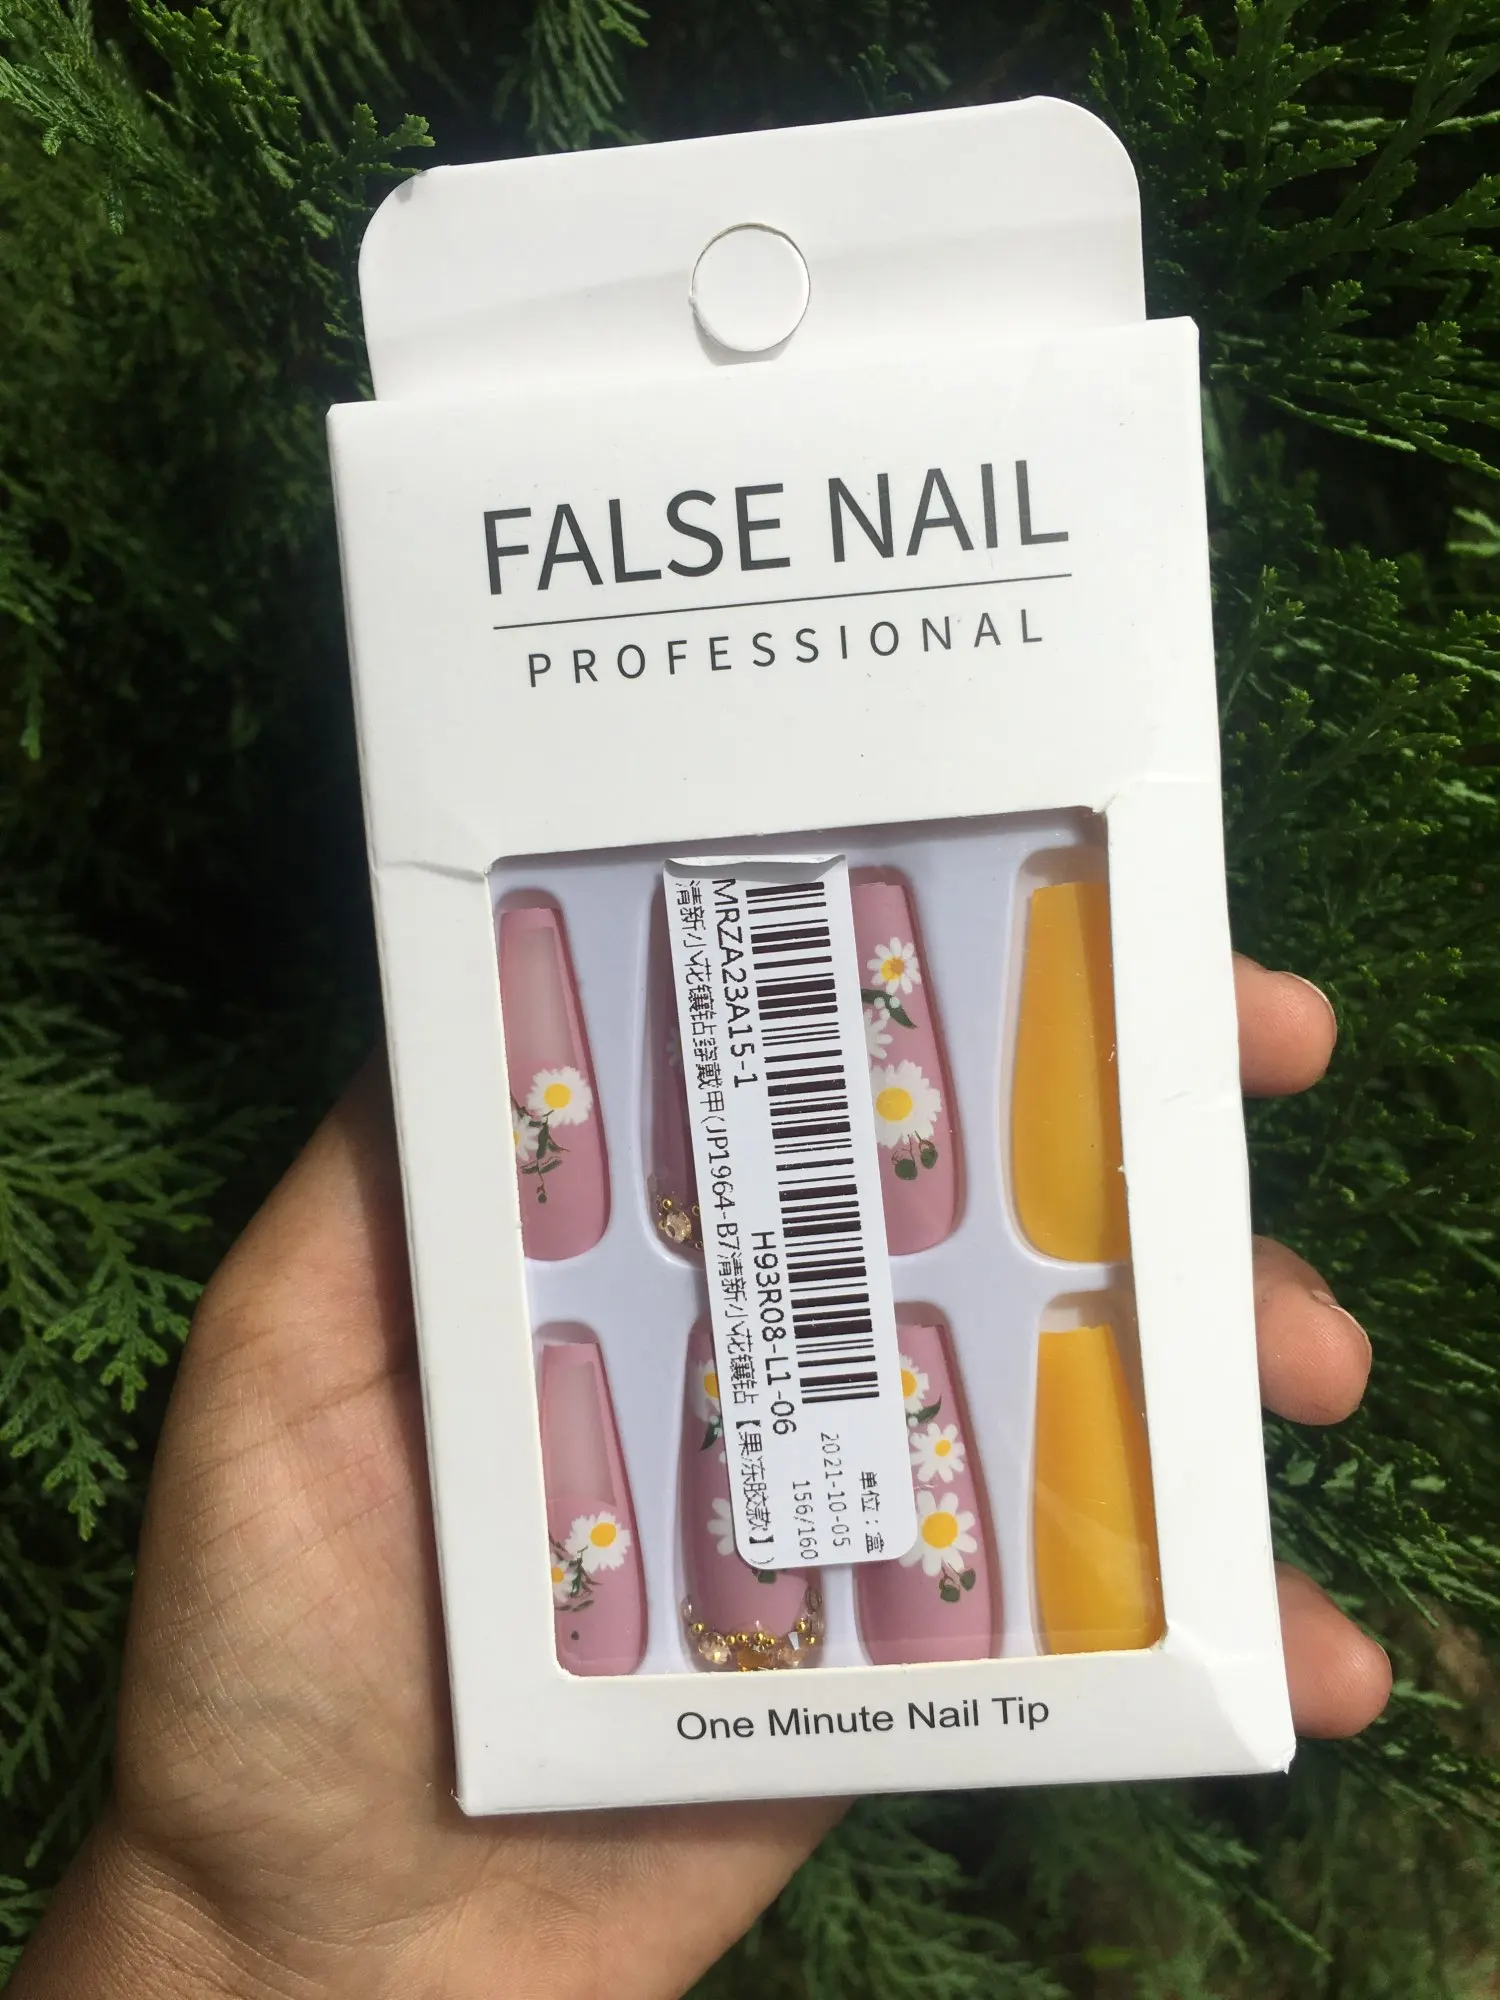 FALSE NAIL
PROFESSIONAL
单位：盒
2021-10-05
156/160
H93R08-L1-06
MRZA23A15-1
清新小花镶钻穿戴甲(JP1964-B7清新小花镶钻【果冻胶款】)
One Minute Nail Tip